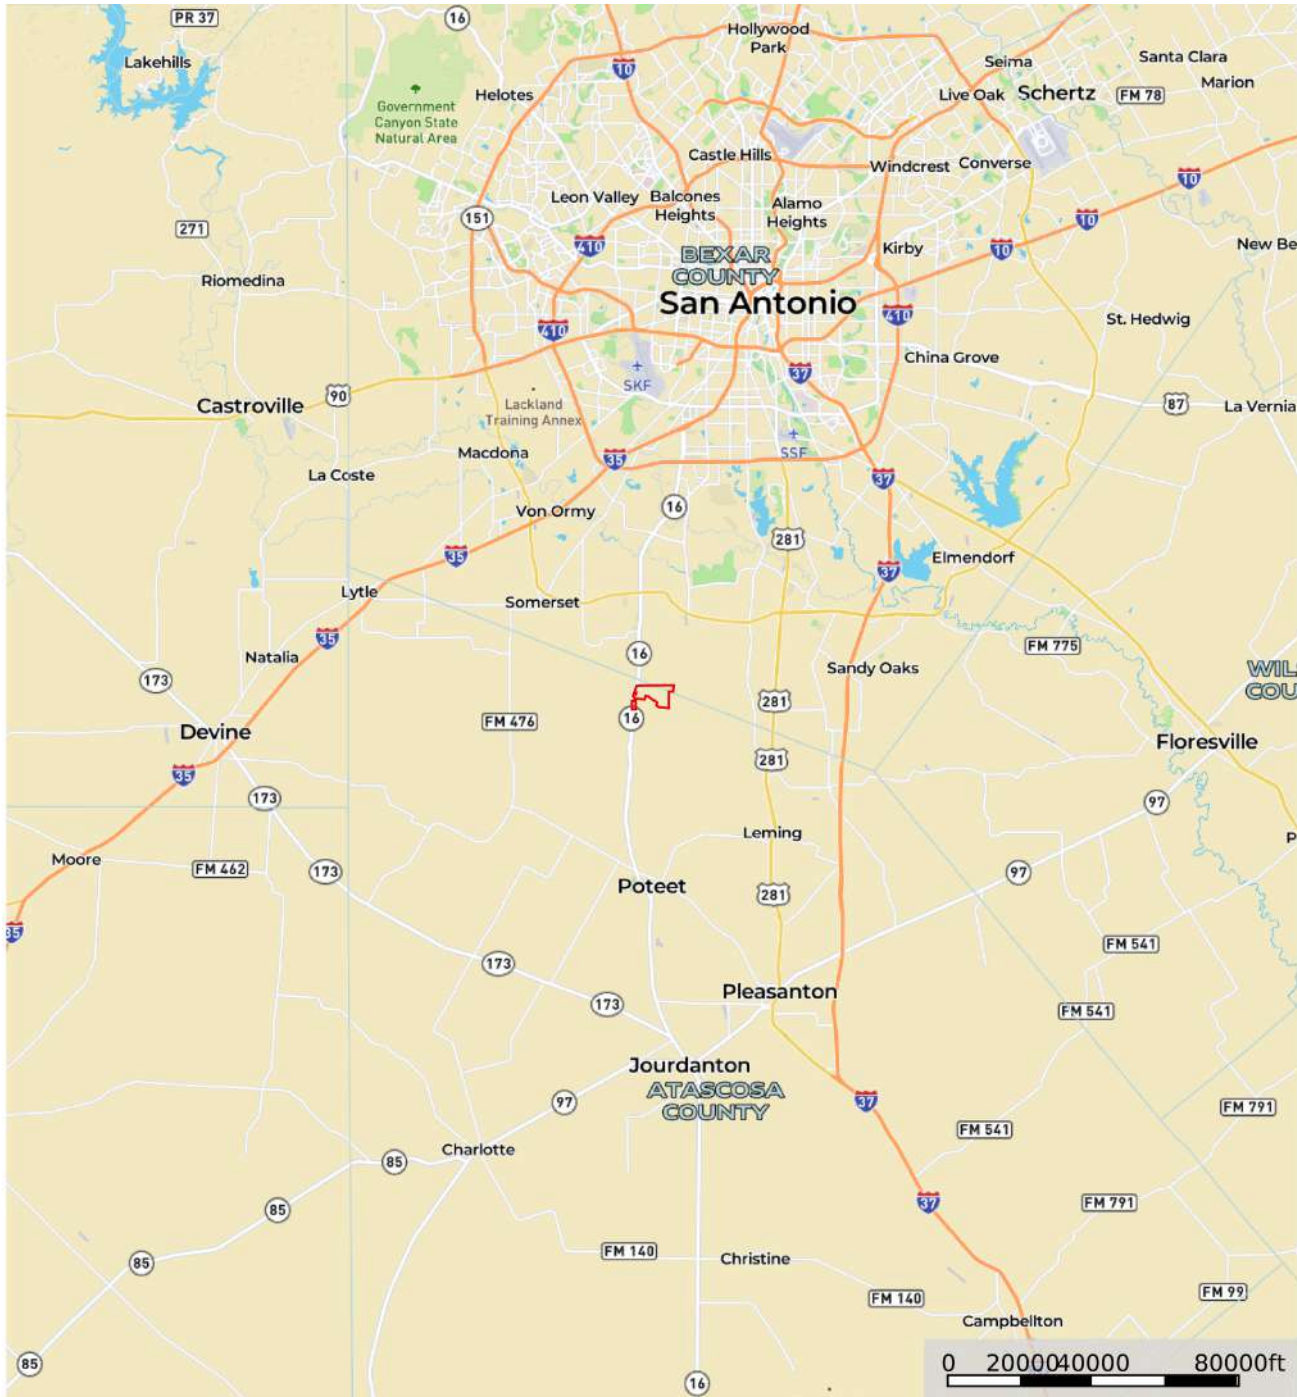 PR 37
16
Hollywood
Park
Lakehills
10
Seima
Santa Clara
Marion
Helotes
Live Oak
Schertz
FM 78
Government
Canyon State
Natural Area
Castle Hills
Windcrest
Converse
10
Leon Valley
Balcones
Heights
Alamo
Heights
151
10
271
410
BEXAR
COUNTY
Kirby
10
New Be
Riomedina
San Antonio
410
410
St. Hedwig
China Grove
37
SKF
90
Castroville
Lackland
Training Annex
87
La Vernia
Macdona
35
SSF
La Coste
37
16
Von Ormy
281
35
Elmendorf
37
Lytle
Somerset
35
Natalia
16
FM 775
Sandy Oaks
WIL
COU
173
281
16
FM 476
Devine
Floresville
281
35
173
97
Leming
P
Moore
FM 462
173
97
Poteet
281
35
FM 541
173
Pleasanton
173
FM 541
Jourdanton
ATASCOSA
COUNTY
97
37
FM 791
FM 541
Charlotte
85
37
FM 791
85
FM 140
Christine
85
FM 99
FM 140
Campbellton
85
16
0 20000 40000 80000ft